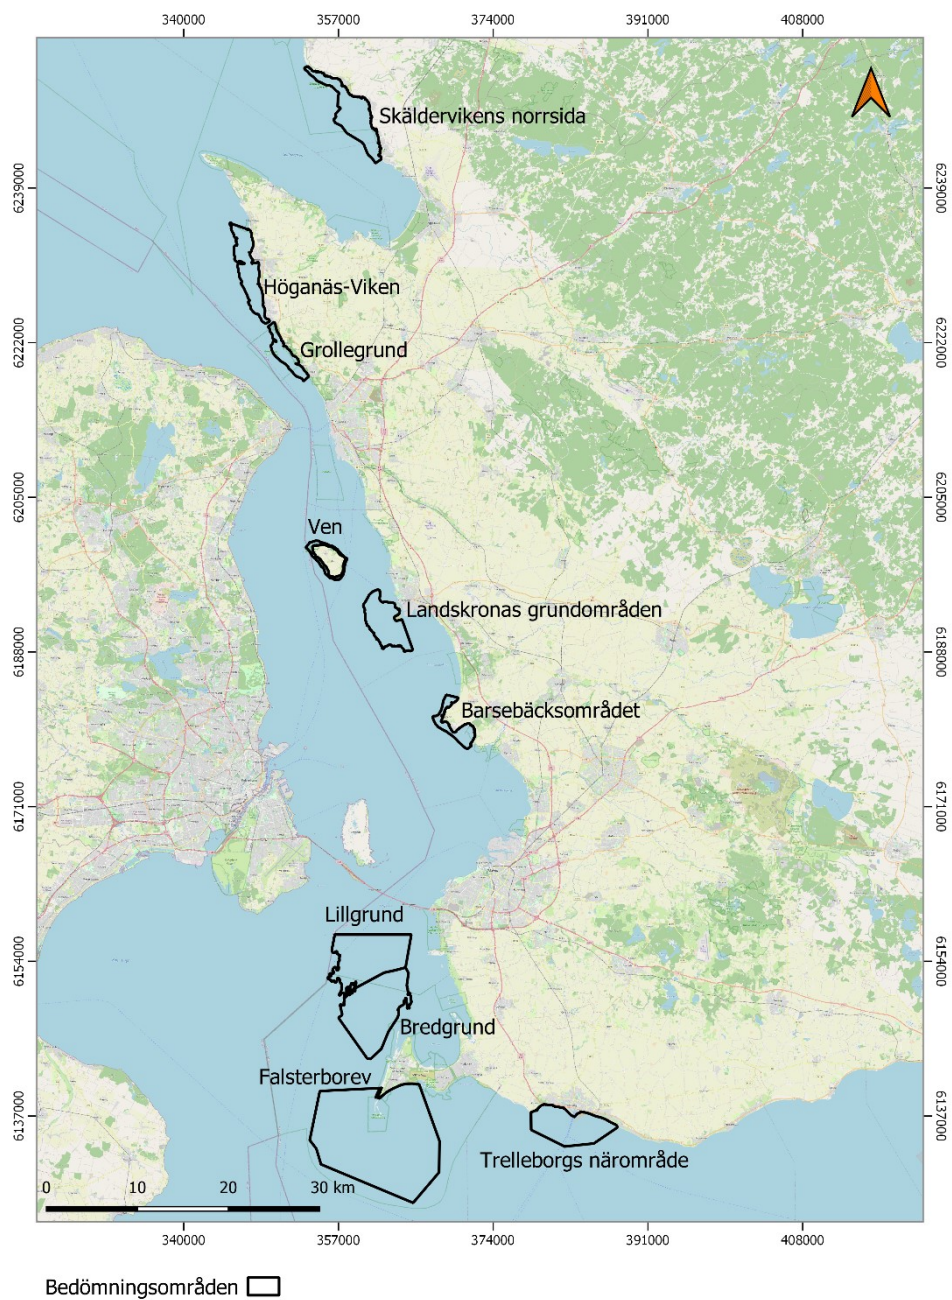 340000 357000 374000 391000 408000
Skäldervikens norrsida
6239000 6239000
Höganäs-Viken
6222000 6222000
Grollegrund
6205000 6205000
Ven
Landskronas grundområden
6188000 6188000
Barsebäcksområdet
6171000 6171000
Lillgrund
6154000 6154000
Bredgrund
Falsterborev
6137000 6137000
Trelleborgs närområde
0 10 20 30 km
340000 357000 374000 391000 408000
Bedömningsområden